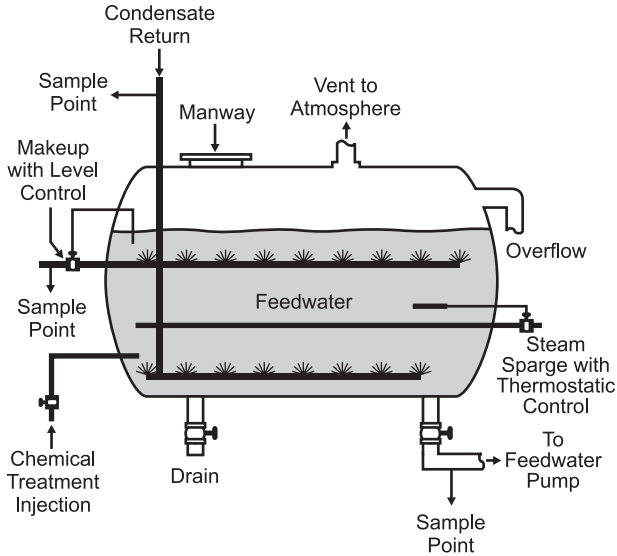 Condensate
Return
Sample
Point
Manway
Vent to
Atmosphere
Makeup
with Level
Control
Overflow
Sample
Point
Feedwater
Steam
Sparge with
Thermostatic
Control
Chemical
Treatment
Injection
Drain
To
Feedwater
Pump
Sample
Point